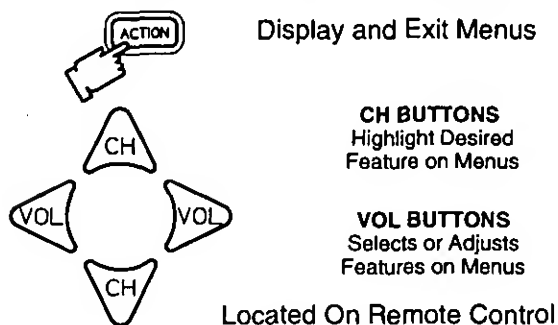 ACTION
Display and Exit Menus
CH
CH BUTTONS
Highlight Desired
Feature on Menus
VOL
VOL
VOL BUTTONS
Selects or Adjusts
Features on Menus
CH
Located On Remote Control